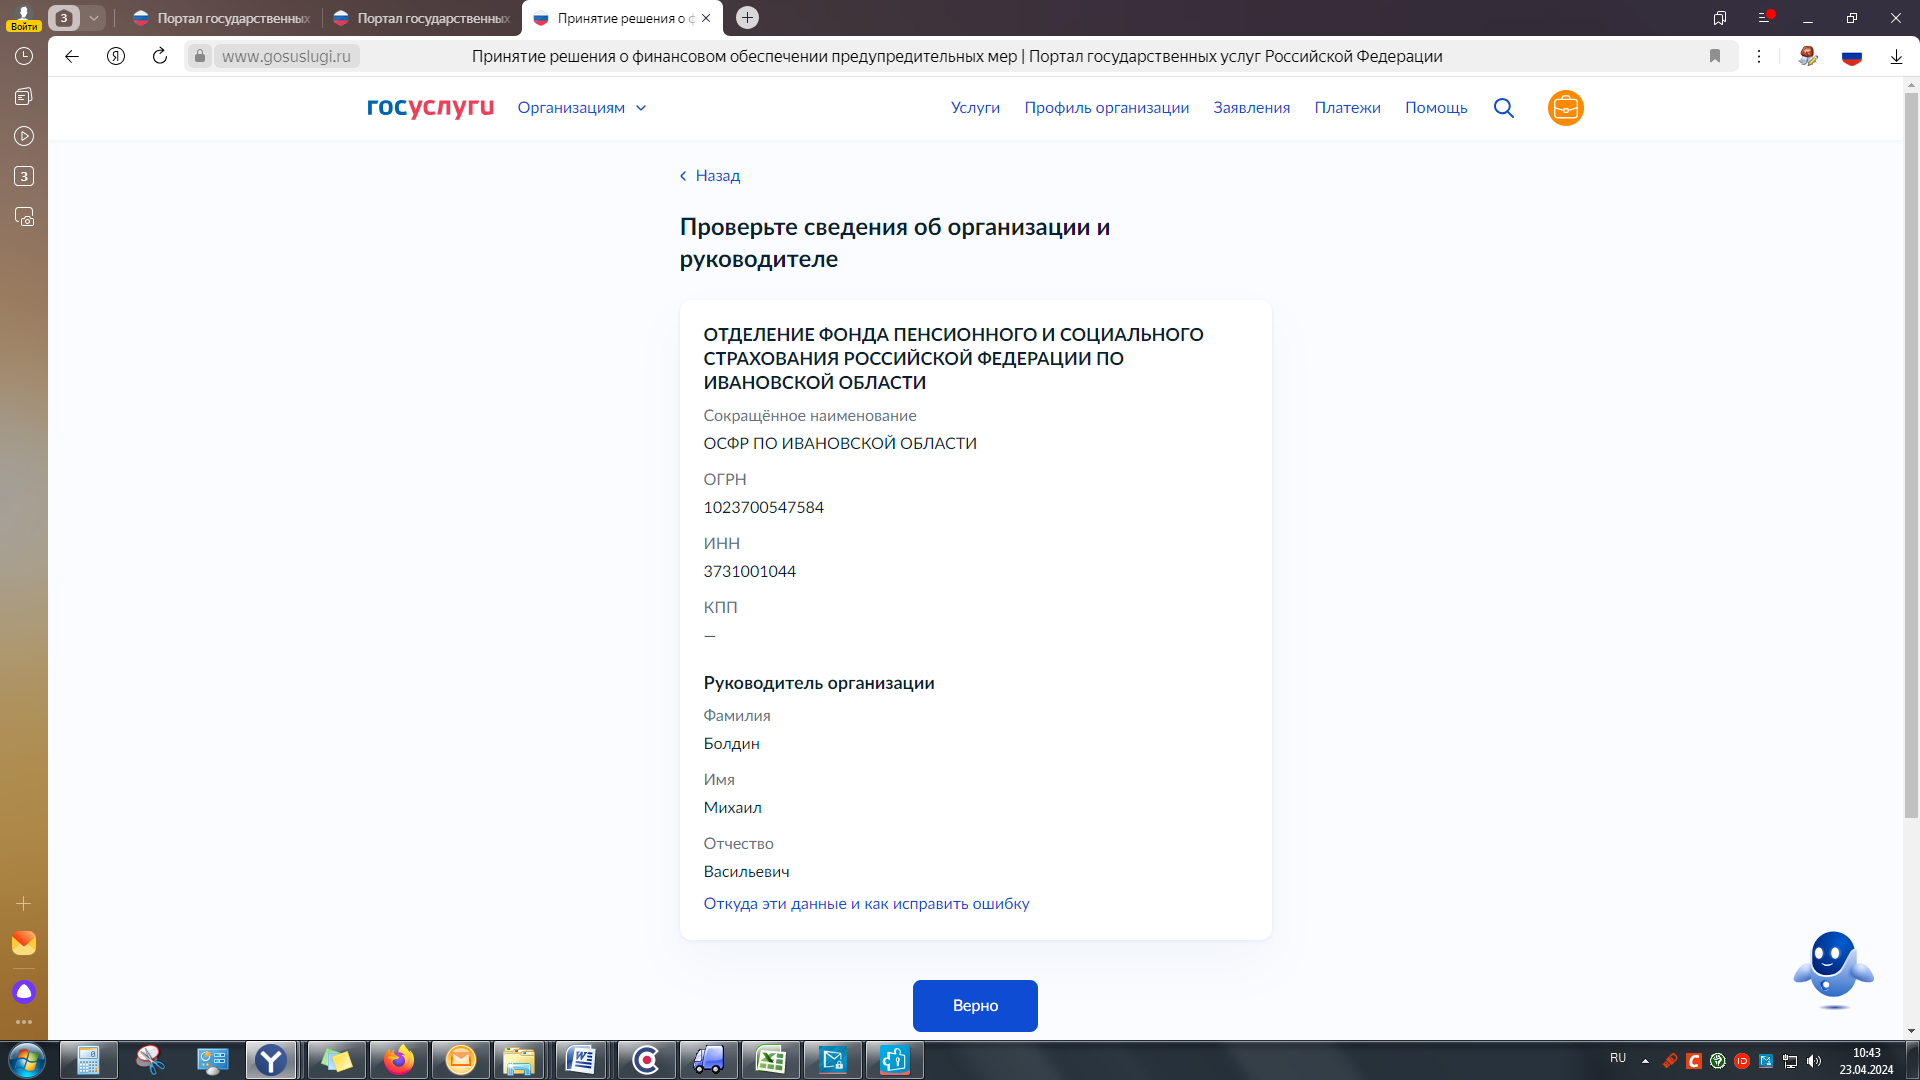 Войти
3
Портал государственных
Портал государственных
Принятие решения о ф
www.gosuslugi.ru
Принятие решения о финансовом обеспечении предупредительных мер | Портал государственных услуг Российской Федерации
3
госуслуги
Организациям
Услуги
Профиль организации
Заявления
Платежи
Помощь
Назад
Проверьте сведения об организации и
руководителе
ОТДЕЛЕНИЕ ФОНДА ПЕНСИОННОГО И СОЦИАЛЬНОГО
СТРАХОВАНИЯ РОССИЙСКОЙ ФЕДЕРАЦИИ ПО
ИВАНОВСКОЙ ОБЛАСТИ
Сокращённое наименование
ОСФР ПО ИВАНОВСКОЙ ОБЛАСТИ
ОГРН
1023700547584
ИНН
3731001044
КПП
—
Руководитель организации
Фамилия
Болдин
Имя
Михаил
Отчество
Васильевич
Откуда эти данные и как исправить ошибку
Верно
RU
10:43
23.04.2024